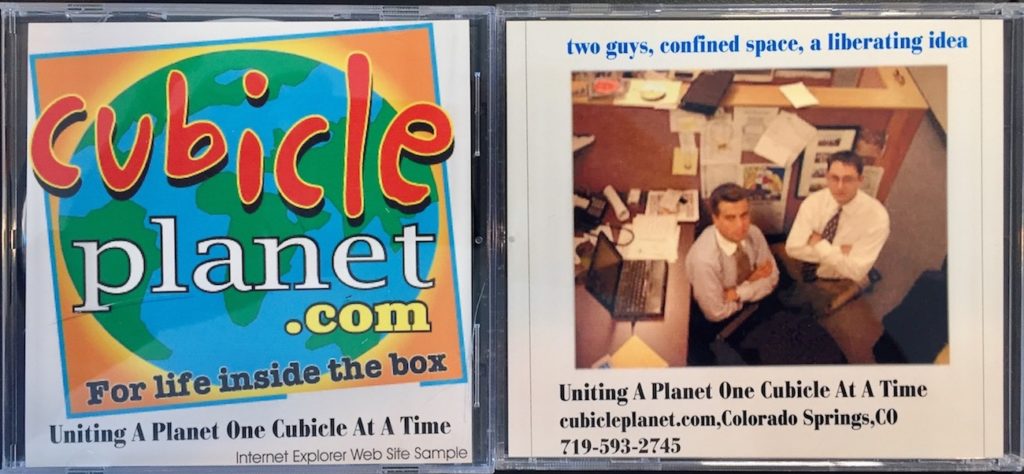 cubicle
planet
.com
For life inside the box
Uniting A Planet One Cubicle At A Time
Internet Explorer Web Site Sample
two guys, confined space, a liberating idea
Uniting A Planet One Cubicle At A Time
cubicleplanet.com,Colorado Springs,CO
719-593-2745